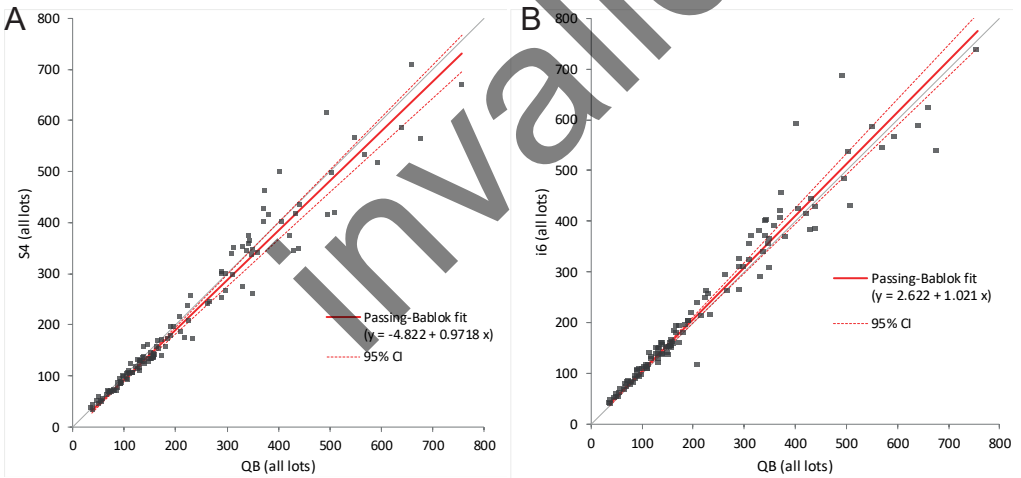 A
800
700
600
500
400
300
200
100
0
S4 (all lots)
0 100 200 300 400 500 600 700 800
QB (all lots)
Passing-Bablok fit
(y = -4.822 + 0.9718 x)
95% CI
B
800
700
600
500
400
300
200
100
0
i6 (all lots)
0 100 200 300 400 500 600 700 800
QB (all lots)
Passing-Bablok fit
(y = 2.622 + 1.021 x)
95% CI